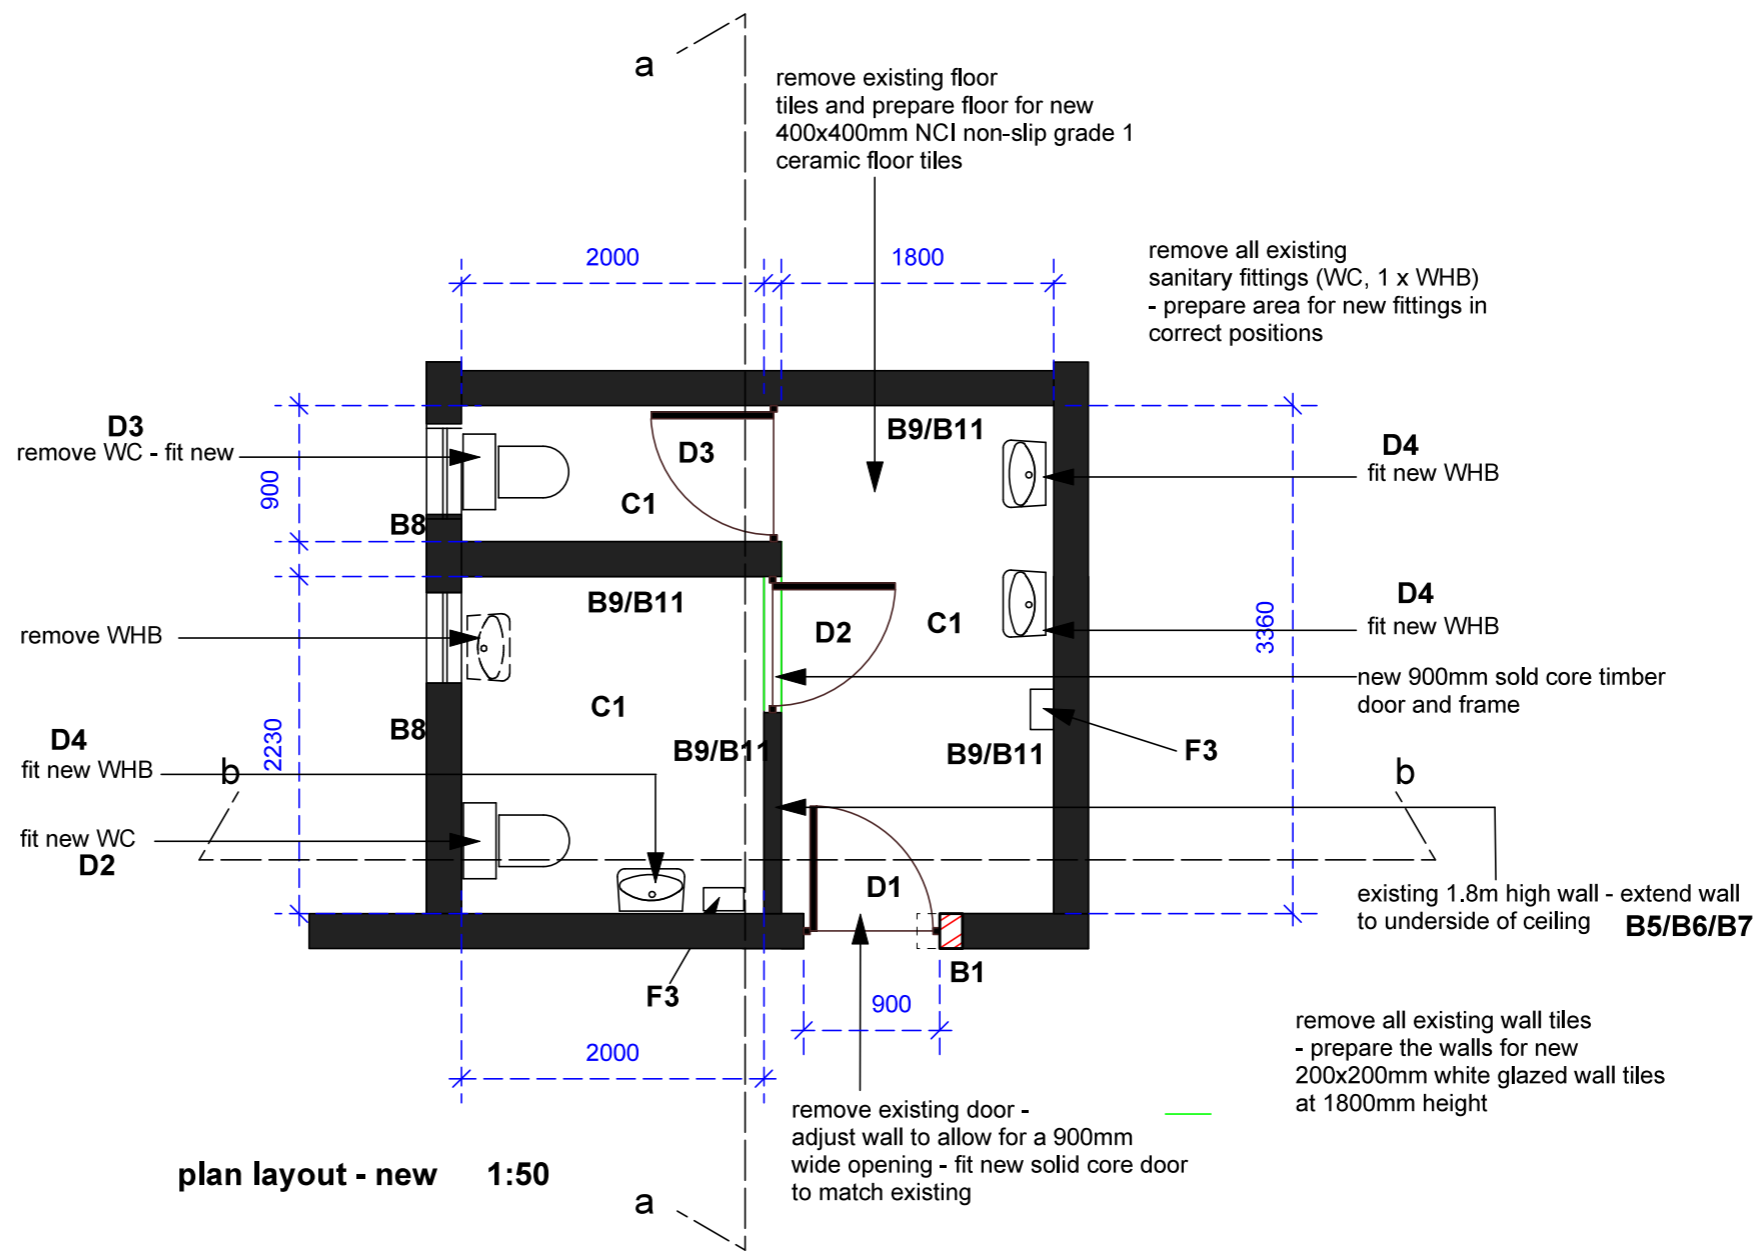 a
remove existing floor
tiles and prepare floor for new
400x400mm NCI non-slip grade 1
ceramic floor tiles
2000
1800
remove all existing
sanitary fittings (WC, 1 x WHB)
- prepare area for new fittings in
correct positions
D3
remove WC - fit new
900
B8
C1
D3
B9/B11
D4
fit new WHB
B9/B11
remove WHB
D2
C1
D4
fit new WHB
3360
new 900mm sold core timber
door and frame
C1
B8
2230
D4
fit new WHB
b
B9/B11
B9/B11
F3
b
fit new WC
D2
D1
existing 1.8m high wall - extend wall
to underside of ceiling B5/B6/B7
B1
F3
900
2000
remove all existing wall tiles
- prepare the walls for new
200x200mm white glazed wall tiles
at 1800mm height
remove existing door -
adjust wall to allow for a 900mm
wide opening - fit new solid core door
to match existing
plan layout - new 1:50
a